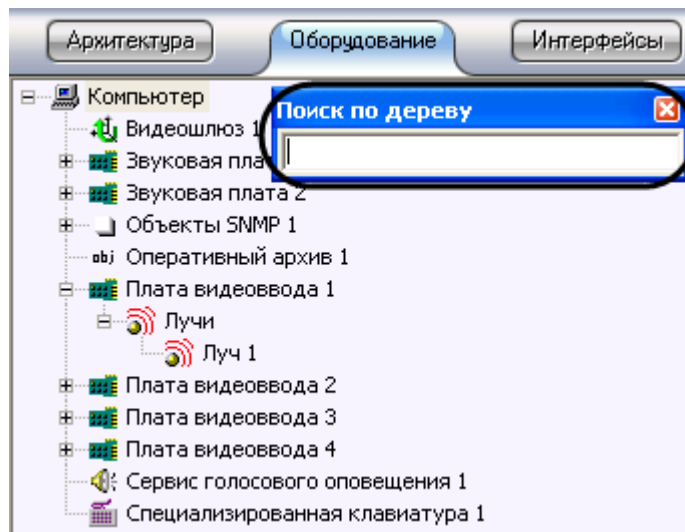 Архитектура Оборудование Интерфейсы
Компьютер
Поиск по дереву
Видеошлюз 1
Звуковая пла
Звуковая плата 2
Объекты SNMP 1
obj Оперативный архив 1
Плата видеоввода 1
Лучи
Луч 1
Плата видеоввода 2
Плата видеоввода 3
Плата видеоввода 4
Сервис голосового оповещения 1
Специализированная клавиатура 1